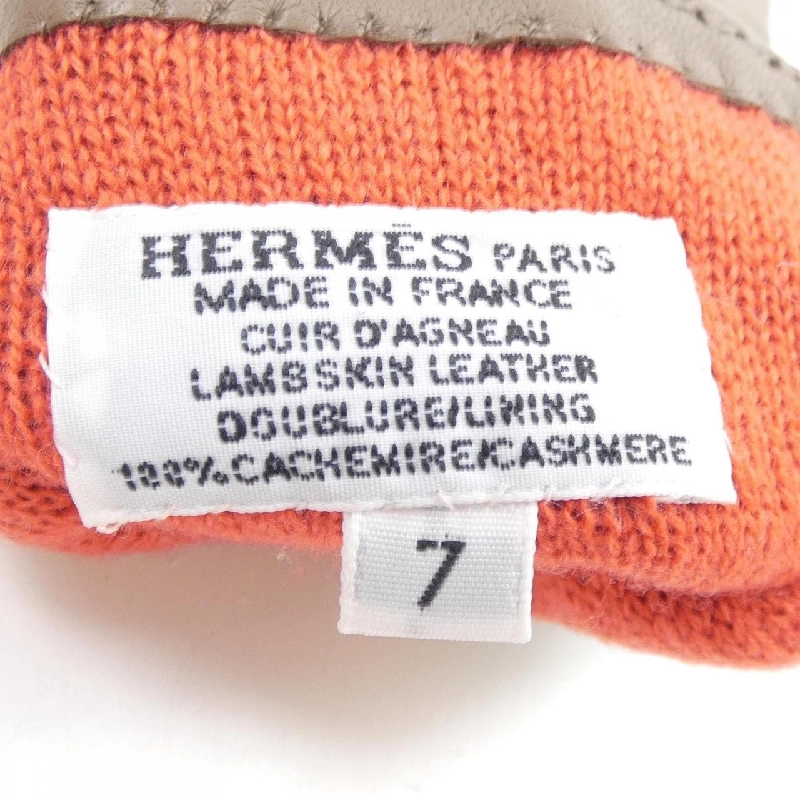 HERMÈS PARIS
MADE IN FRANCE
CUIR D'AGNEAU
LAMBSKIN LEATHER
DOUBLURE/LINING
100%CACHEMIRE/CASHMERE
7